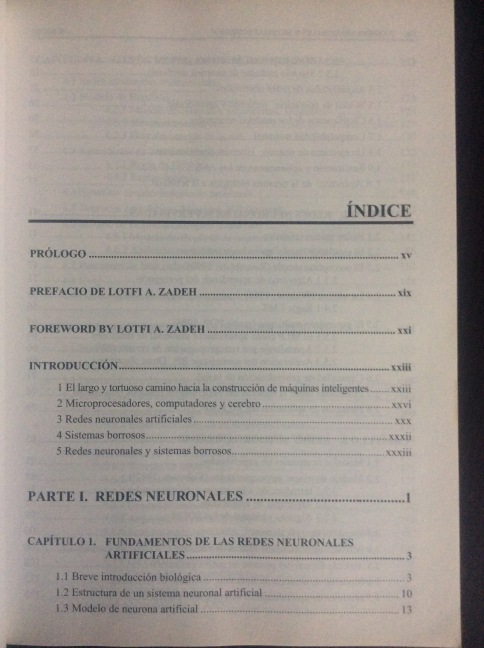 ÍNDICE
PRÓLOGO ........ xv
PREFACIO DE LOTFI A. ZADEH ........ xix
FOREWORD BY LOTFI A. ZADEH ........ xxi
INTRODUCCIÓN ........ xxiii
1 El largo y tortuoso camino hacia la construcción de máquinas inteligentes ...... xxiii
2 Microprocesadores, computadores y cerebro ........ xxvi
3 Redes neuronales artificiales ........ xxx
4 Sistemas borrosos ........ xxxii
5 Redes neuronales y sistemas borrosos ........ xxxiii
PARTE I. REDES NEURONALES ........ 1
CAPÍTULO 1. FUNDAMENTOS DE LAS REDES NEURONALES
ARTIFICIALES ........ 3
1.1 Breve introducción biológica ........ 3
1.2 Estructura de un sistema neuronal artificial ........ 10
1.3 Modelo de neurona artificial ........ 13